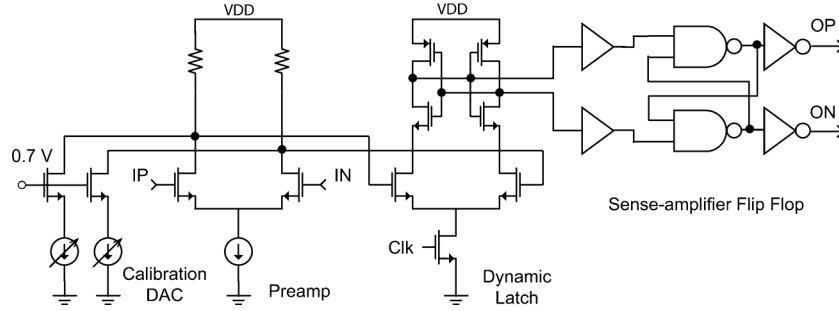 VDD
VDD
OP
ON
0.7 V
IP
IN
Sense-amplifier Flip Flop
Clk
Calibration
DAC
Preamp
Dynamic
Latch